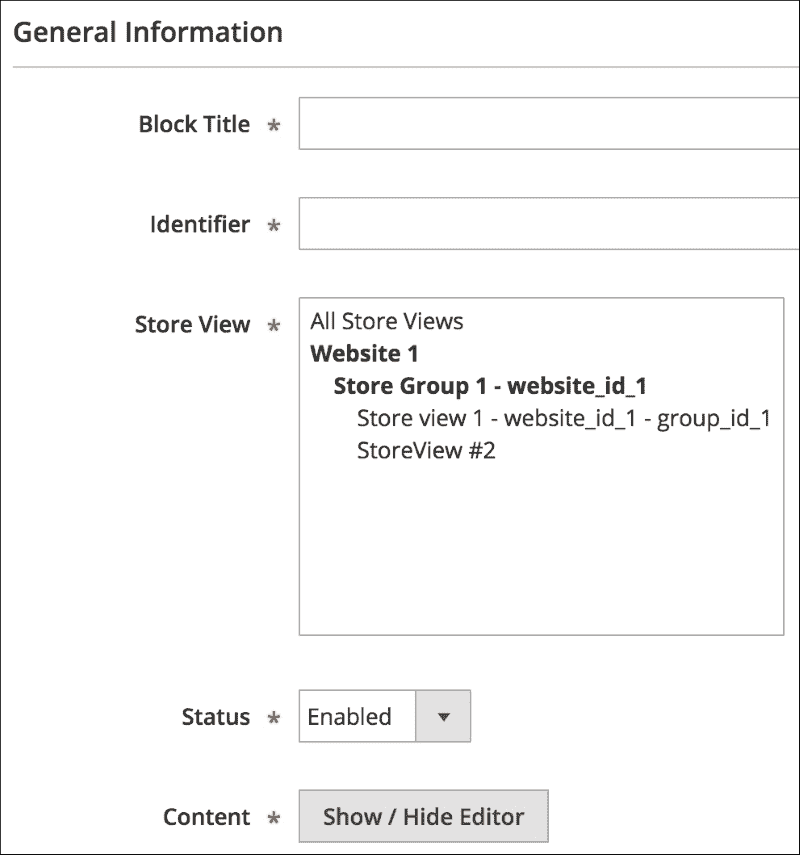 General Information
Block Title *
Identifier *
Store View *
All Store Views
Website 1
Store Group 1 - website_id_1
Store view 1 - website_id_1 - group_id_1
StoreView #2
Status * Enabled
Content * Show / Hide Editor